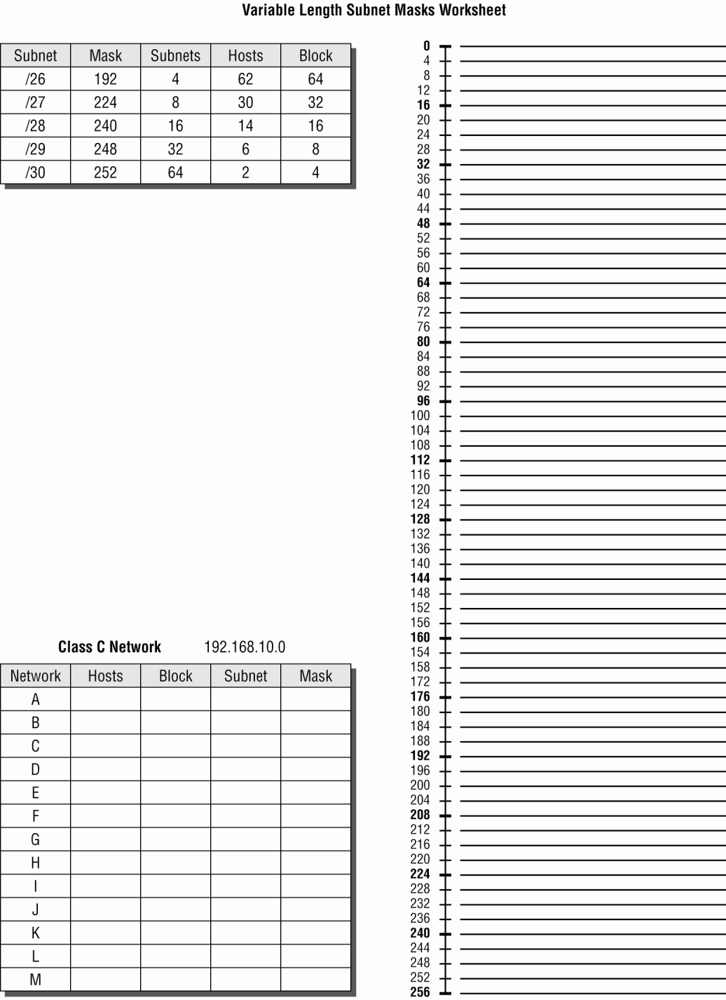 Variable Length Subnet Masks Worksheet
Subnet Mask Subnets Hosts Block
/26 192 4 62 64
/27 224 8 30 32
/28 240 16 14 16
/29 248 32 6 8
/30 252 64 2 4
Class C Network 192.168.10.0
Network Hosts Block Subnet Mask
A
B
C
D
E
F
G
H
I
J
K
L
M
0
4
8
12
16
20
24
28
32
36
40
44
48
52
56
60
64
68
72
76
80
84
88
92
96
100
104
108
112
116
120
124
128
132
136
140
144
148
152
156
160
154
158
172
176
180
184
188
192
196
200
204
208
212
216
220
224
228
232
236
240
244
248
252
256